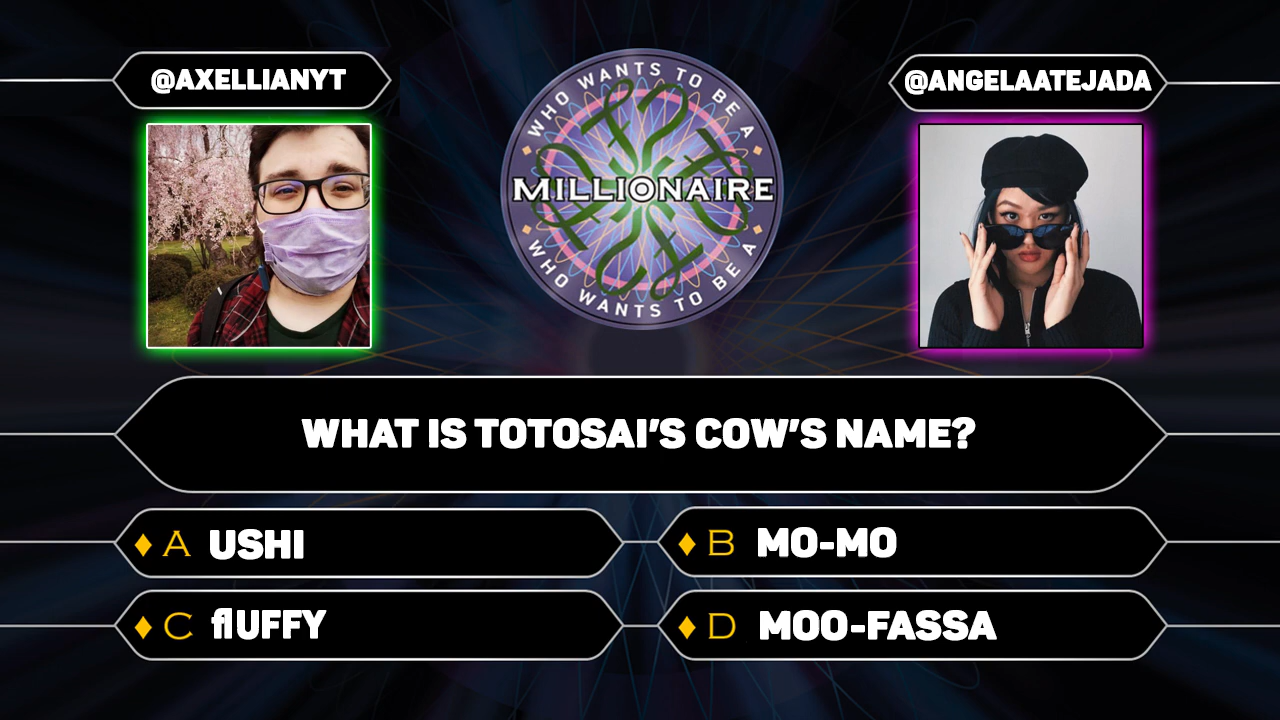 @AXELLIANYT
WHO WANTS TO BE A
MILLIONAIRE
WHO WANTS TO BE A
@ANGELAATEJADA
WHAT IS TOTOSAI'S COW'S NAME?
A USHI
B MO-MO
C flUFFY
D MOO-FASSA